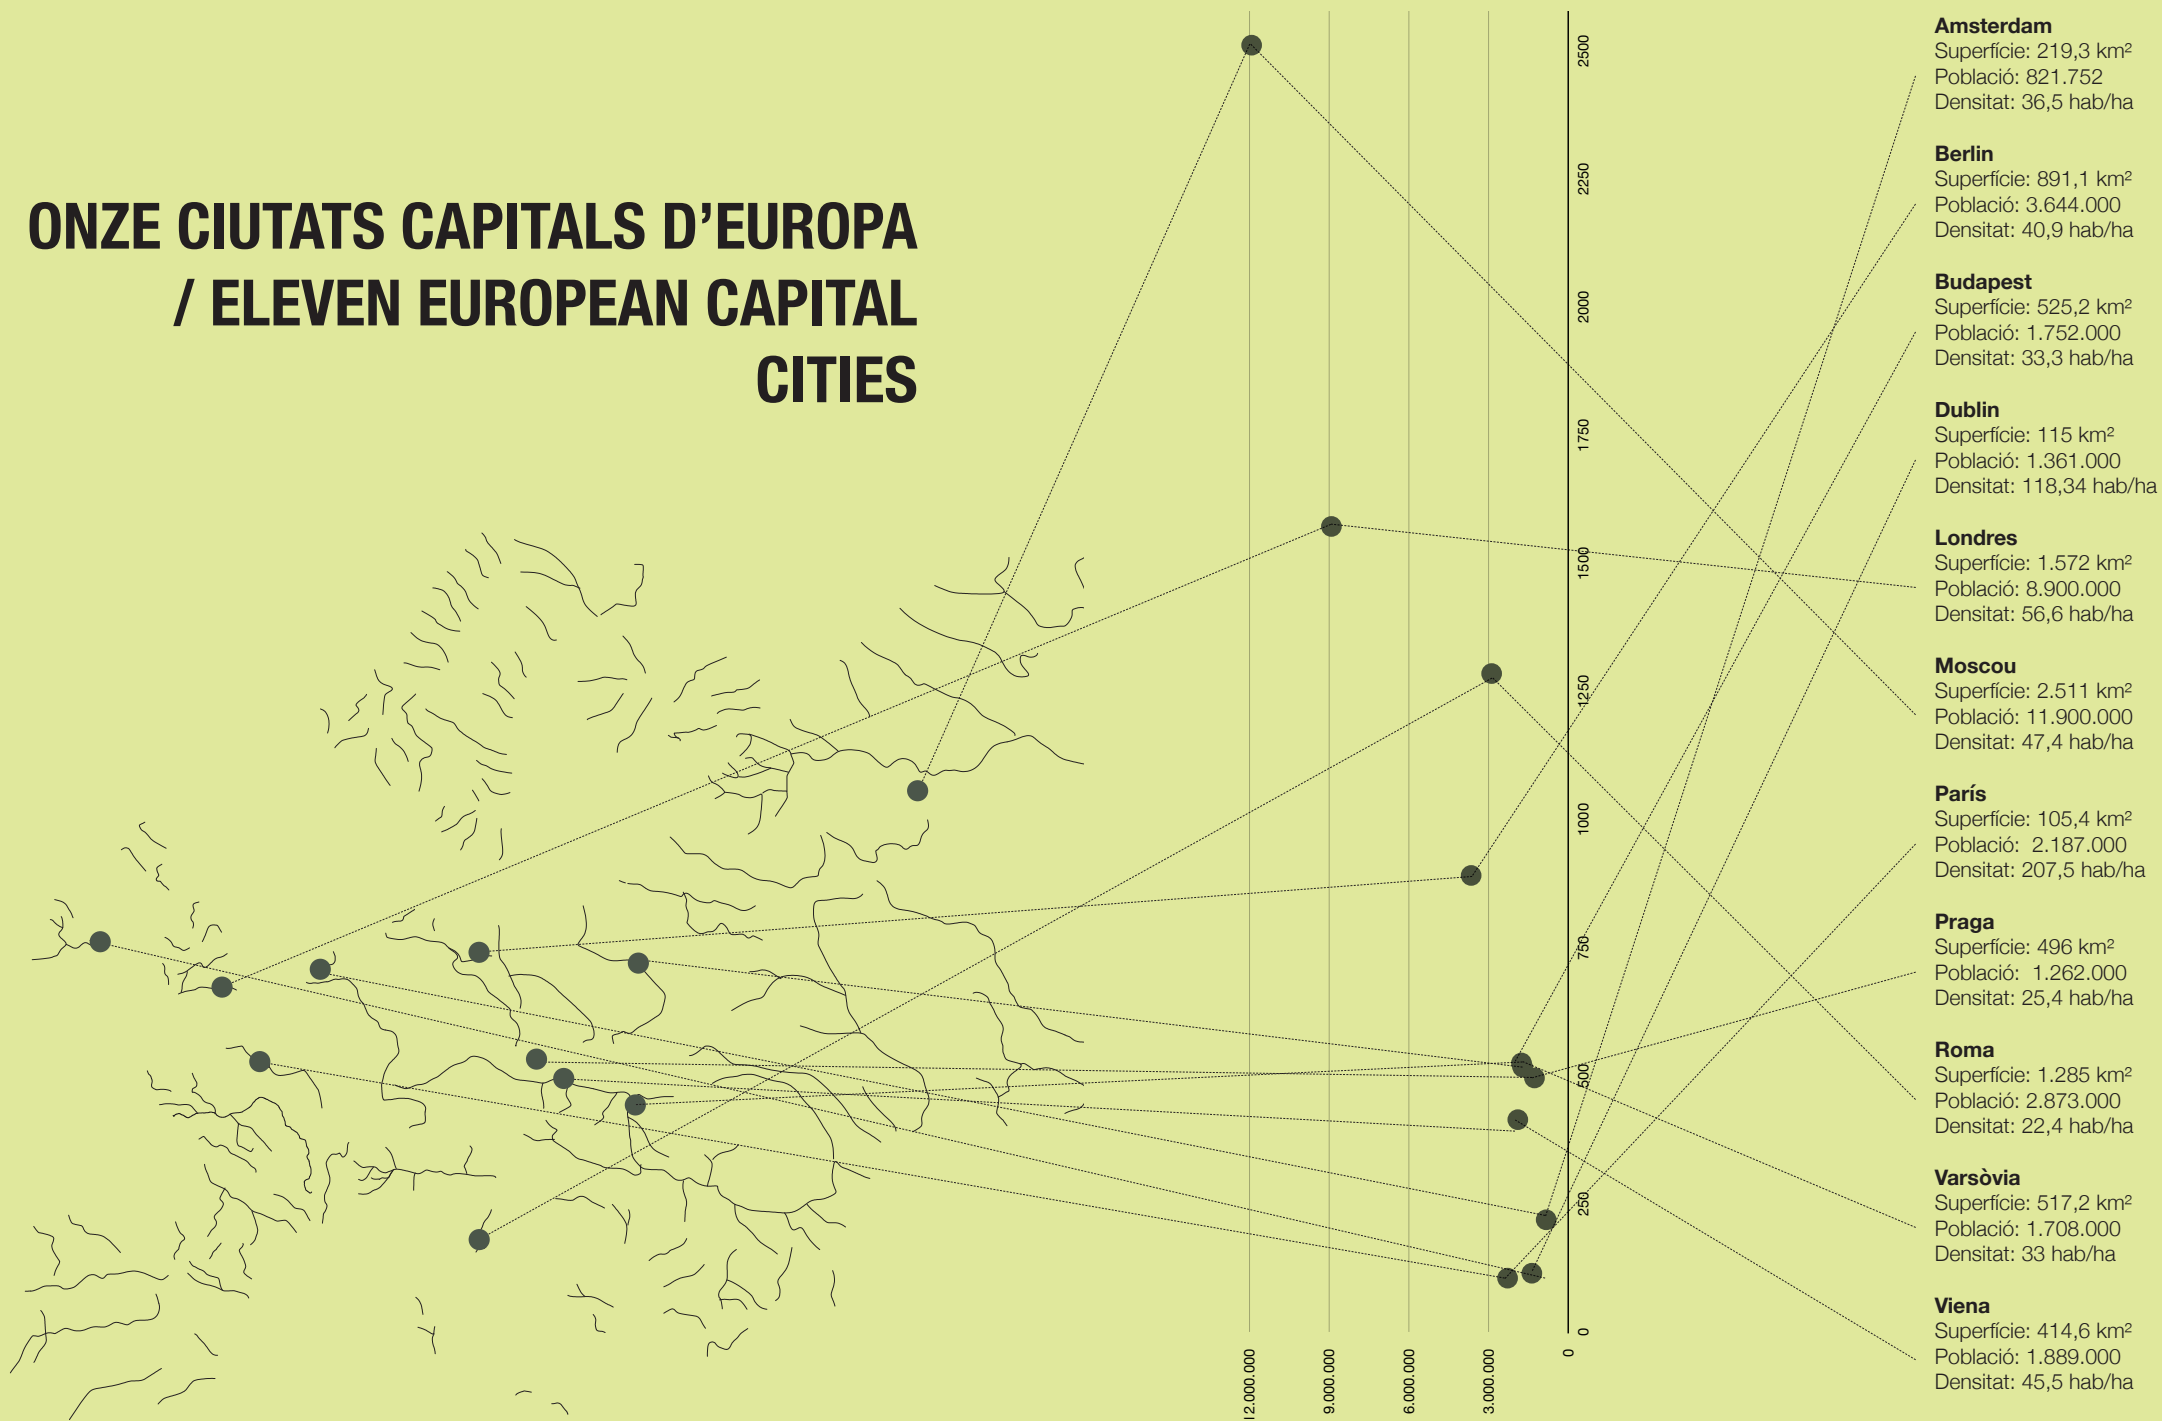 ONZE CIUTATS CAPITALS D'EUROPA
/ ELEVEN EUROPEAN CAPITAL
CITIES
2500
2250
2000
1750
1500
1250
1000
750
500
250
0
12.000.000
9.000.000
6.000.000
3.000.000
0
Amsterdam
Superfície: 219,3 km²
Població: 821.752
Densitat: 36,5 hab/ha
Berlin
Superfície: 891,1 km²
Població: 3.644.000
Densitat: 40,9 hab/ha
Budapest
Superfície: 525,2 km²
Població: 1.752.000
Densitat: 33,3 hab/ha
Dublin
Superfície: 115 km²
Població: 1.361.000
Densitat: 118,34 hab/ha
Londres
Superfície: 1.572 km²
Població: 8.900.000
Densitat: 56,6 hab/ha
Moscou
Superfície: 2.511 km²
Població: 11.900.000
Densitat: 47,4 hab/ha
París
Superfície: 105,4 km²
Població: 2.187.000
Densitat: 207,5 hab/ha
Praga
Superfície: 496 km²
Població: 1.262.000
Densitat: 25,4 hab/ha
Roma
Superfície: 1.285 km²
Població: 2.873.000
Densitat: 22,4 hab/ha
Varsòvia
Superfície: 517,2 km²
Població: 1.708.000
Densitat: 33 hab/ha
Viena
Superfície: 414,6 km²
Població: 1.889.000
Densitat: 45,5 hab/ha